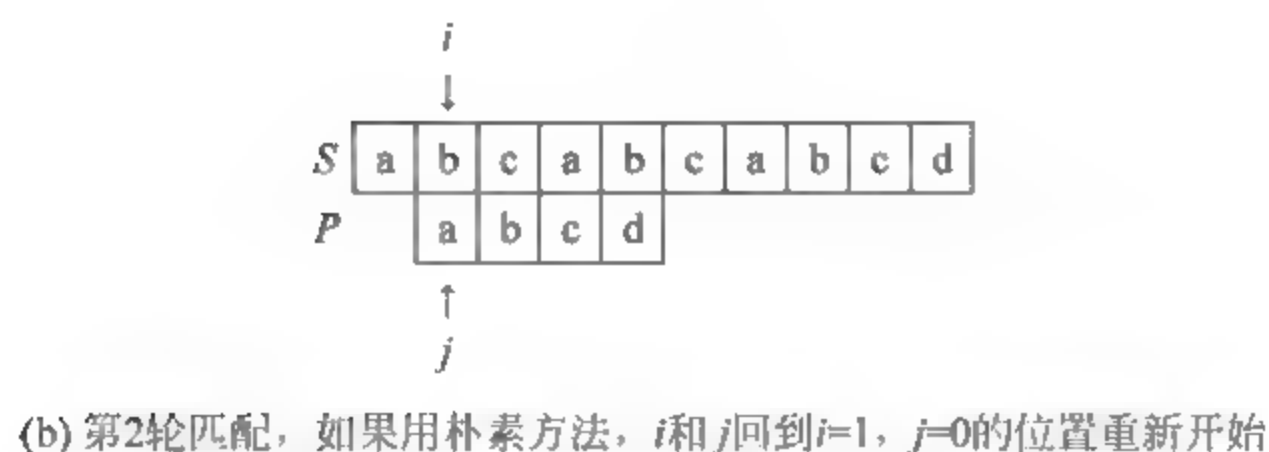 i
↓
S a b c a b c a b c d
P a b c d
↑
j
(b) 第2轮匹配，如果用朴素方法，i和j回到i=1，j=0的位置重新开始